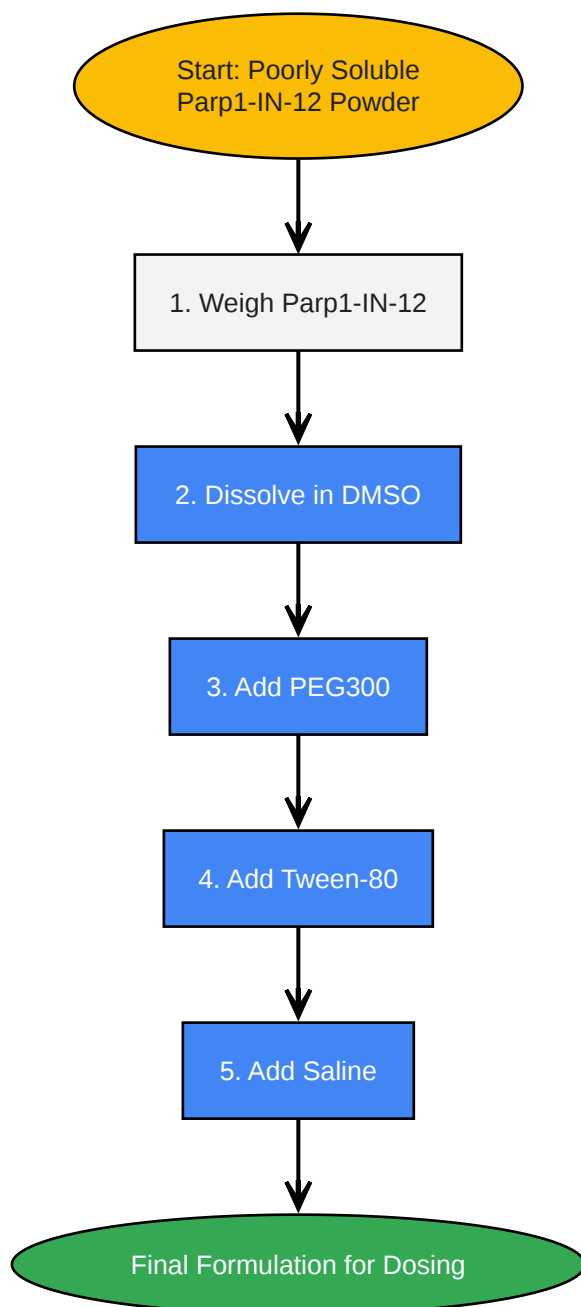 Start: Poorly Soluble
Parp1-IN-12 Powder
1. Weigh Parp1-IN-12
2. Dissolve in DMSO
3. Add PEG300
4. Add Tween-80
5. Add Saline
Final Formulation for Dosing